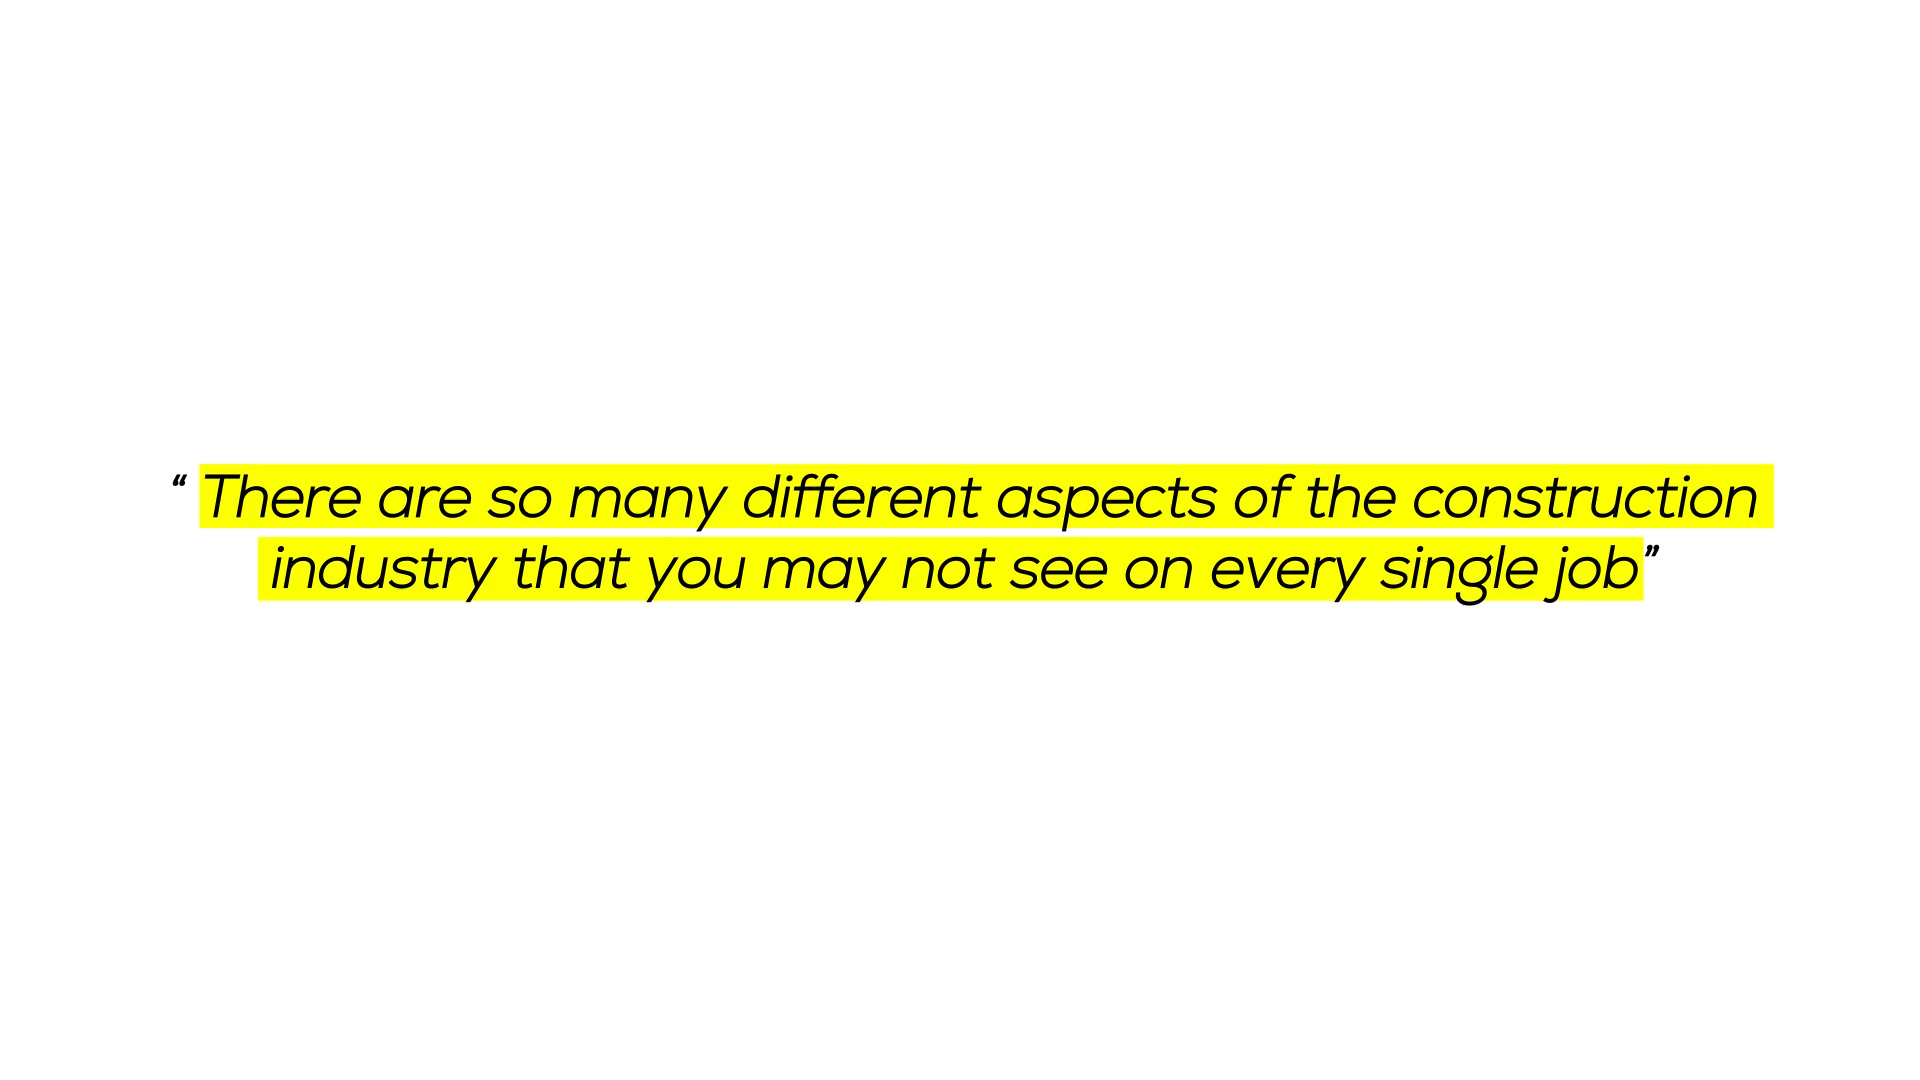 “ There are so many different aspects of the construction
industry that you may not see on every single job”